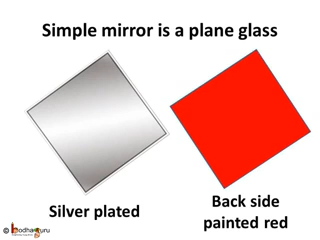 Simple mirror is a plane glass
Silver plated
Back side
painted red
©